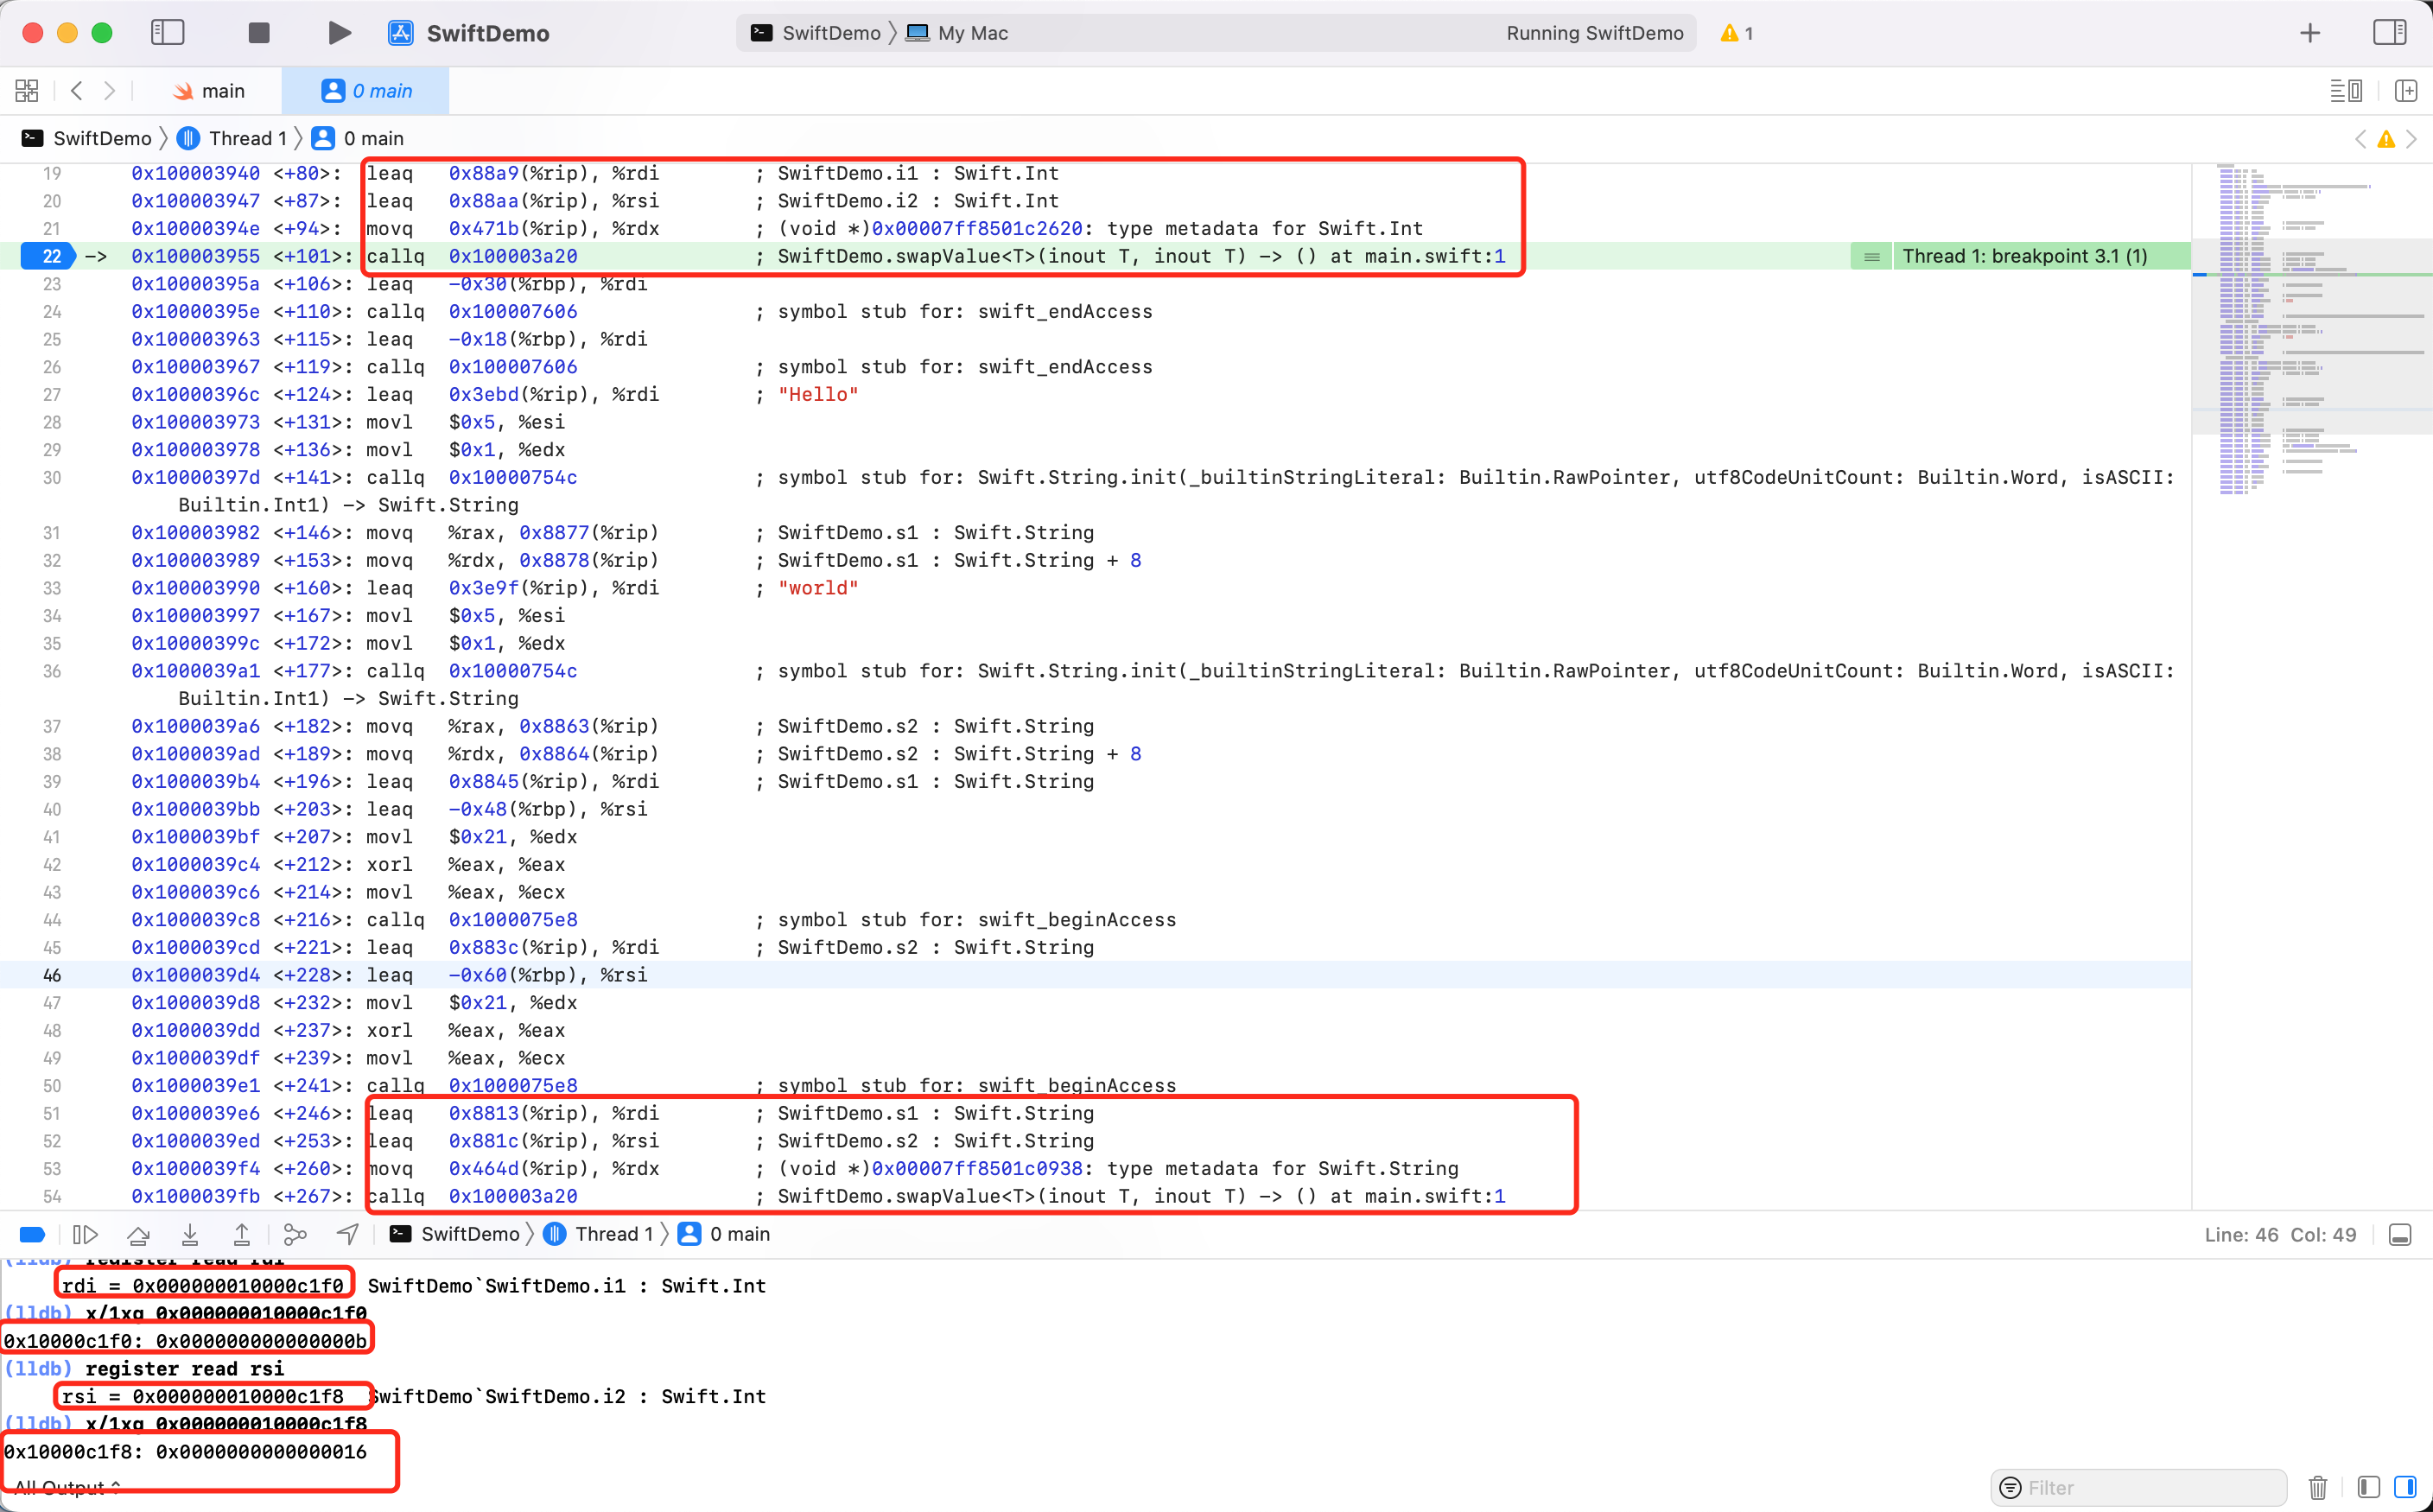 SwiftDemo
SwiftDemo 〉 My Mac
Running SwiftDemo
1
main
0 main
SwiftDemo 〉 Thread 1 〉 0 main
19 0x100003940 <+80>: leaq 0x88a9(%rip), %rdi ; SwiftDemo.i1 : Swift.Int
20 0x100003947 <+87>: leaq 0x88aa(%rip), %rsi ; SwiftDemo.i2 : Swift.Int
21 0x10000394e <+94>: movq 0x471b(%rip), %rdx ; (void *)0x00007ff8501c2620: type metadata for Swift.Int
22 -> 0x100003955 <+101>: callq 0x100003a20 ; SwiftDemo.swapValue<T>(inout T, inout T) -> () at main.swift:1 Thread 1: breakpoint 3.1 (1)
23 0x10000395a <+106>: leaq -0x30(%rbp), %rdi
24 0x10000395e <+110>: callq 0x100007606 ; symbol stub for: swift_endAccess
25 0x100003963 <+115>: leaq -0x18(%rbp), %rdi
26 0x100003967 <+119>: callq 0x100007606 ; symbol stub for: swift_endAccess
27 0x10000396c <+124>: leaq 0x3ebd(%rip), %rdi ; "Hello"
28 0x100003973 <+131>: movl $0x5, %esi
29 0x100003978 <+136>: movl $0x1, %edx
30 0x10000397d <+141>: callq 0x10000754c ; symbol stub for: Swift.String.init(_builtinStringLiteral: Builtin.RawPointer, utf8CodeUnitCount: Builtin.Word, isASCII:
Builtin.Int1) -> Swift.String
31 0x100003982 <+146>: movq %rax, 0x8877(%rip) ; SwiftDemo.s1 : Swift.String
32 0x100003989 <+153>: movq %rdx, 0x8878(%rip) ; SwiftDemo.s1 : Swift.String + 8
33 0x100003990 <+160>: leaq 0x3e9f(%rip), %rdi ; "world"
34 0x100003997 <+167>: movl $0x5, %esi
35 0x10000399c <+172>: movl $0x1, %edx
36 0x1000039a1 <+177>: callq 0x10000754c ; symbol stub for: Swift.String.init(_builtinStringLiteral: Builtin.RawPointer, utf8CodeUnitCount: Builtin.Word, isASCII:
Builtin.Int1) -> Swift.String
37 0x1000039a6 <+182>: movq %rax, 0x8863(%rip) ; SwiftDemo.s2 : Swift.String
38 0x1000039ad <+189>: movq %rdx, 0x8864(%rip) ; SwiftDemo.s2 : Swift.String + 8
39 0x1000039b4 <+196>: leaq 0x8845(%rip), %rdi ; SwiftDemo.s1 : Swift.String
40 0x1000039bb <+203>: leaq -0x48(%rbp), %rsi
41 0x1000039bf <+207>: movl $0x21, %edx
42 0x1000039c4 <+212>: xorl %eax, %eax
43 0x1000039c6 <+214>: movl %eax, %ecx
44 0x1000039c8 <+216>: callq 0x1000075e8 ; symbol stub for: swift_beginAccess
45 0x1000039cd <+221>: leaq 0x883c(%rip), %rdi ; SwiftDemo.s2 : Swift.String
46 0x1000039d4 <+228>: leaq -0x60(%rbp), %rsi
47 0x1000039d8 <+232>: movl $0x21, %edx
48 0x1000039dd <+237>: xorl %eax, %eax
49 0x1000039df <+239>: movl %eax, %ecx
50 0x1000039e1 <+241>: callq 0x1000075e8 ; symbol stub for: swift_beginAccess
51 0x1000039e6 <+246>: leaq 0x8813(%rip), %rdi ; SwiftDemo.s1 : Swift.String
52 0x1000039ed <+253>: leaq 0x881c(%rip), %rsi ; SwiftDemo.s2 : Swift.String
53 0x1000039f4 <+260>: movq 0x464d(%rip), %rdx ; (void *)0x00007ff8501c0938: type metadata for Swift.String
54 0x1000039fb <+267>: callq 0x100003a20 ; SwiftDemo.swapValue<T>(inout T, inout T) -> () at main.swift:1
SwiftDemo 〉 Thread 1 〉 0 main
Line: 46 Col: 49
(lldb) register read rdi
rdi = 0x000000010000c1f0 SwiftDemo`SwiftDemo.i1 : Swift.Int
(lldb) x/1xg 0x000000010000c1f0
0x10000c1f0: 0x000000000000000b
(lldb) register read rsi
rsi = 0x000000010000c1f8 SwiftDemo`SwiftDemo.i2 : Swift.Int
(lldb) x/1xg 0x000000010000c1f8
0x10000c1f8: 0x0000000000000016
All Output
Filter